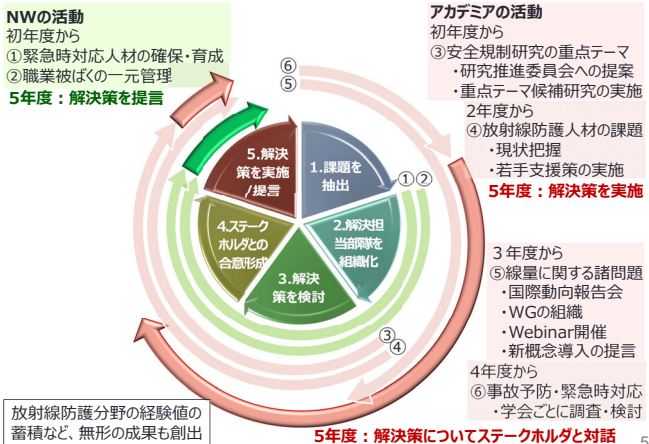 NWの活動
初年度から
①緊急時対応人材の確保・育成
②職業被ばくの一元管理
5年度：解決策を提言
アカデミアの活動
初年度から
③安全規制研究の重点テーマ
・研究推進委員会への提案
・重点テーマ候補研究の実施
2年度から
④放射線防護人材の課題
・現状把握
・若手支援策の実施
5年度：解決策を実施
３年度から
⑤線量に関する諸問題
・国際動向報告会
・WGの組織
・Webinar開催
・新概念導入の提言
4年度から
⑥事故予防・緊急時対応
・学会ごとに調査・検討
5年度：解決策についてステークホルダと対話
⑥
⑤
1.課題を
抽出
①②
2.解決担
当部隊を
組織化
3.解決
策を検討
③
④
4.ステーク
ホルダとの
合意形成
5.解決
策を実施
/提言
放射線防護分野の経験値の
蓄積など、無形の成果も創出
5